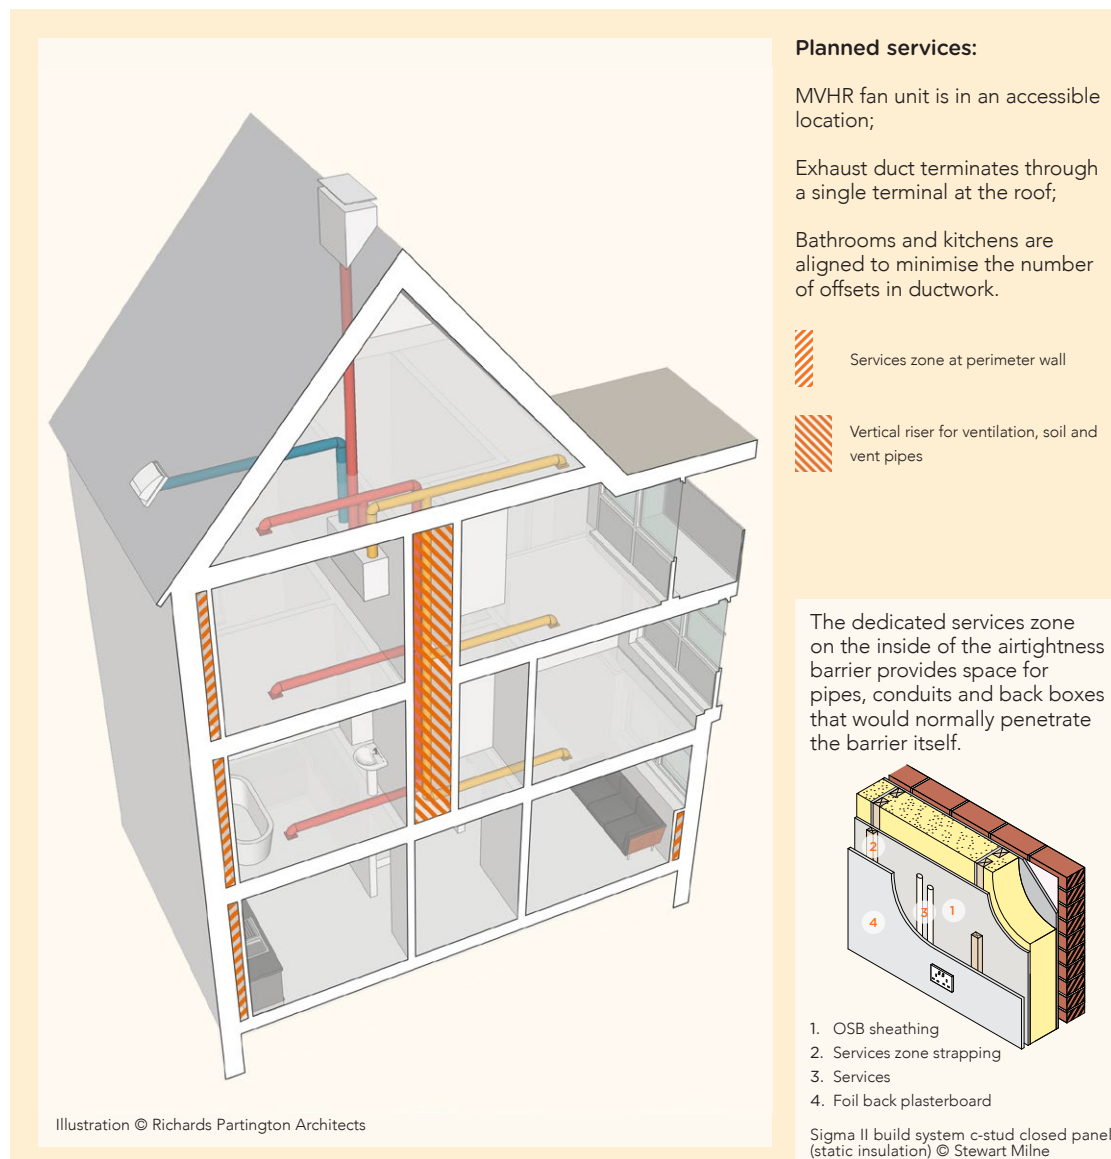 Planned services:
MVHR fan unit is in an accessible
location;
Exhaust duct terminates through
a single terminal at the roof;
Bathrooms and kitchens are
aligned to minimise the number
of offsets in ductwork.
Services zone at perimeter wall
Vertical riser for ventilation, soil and
vent pipes
The dedicated services zone
on the inside of the airtightness
barrier provides space for
pipes, conduits and back boxes
that would normally penetrate
the barrier itself.
2
3
1
4
1. OSB sheathing
2. Services zone strapping
3. Services
4. Foil back plasterboard
Sigma II build system c-stud closed panel
(static insulation) © Stewart Milne
Illustration © Richards Partington Architects